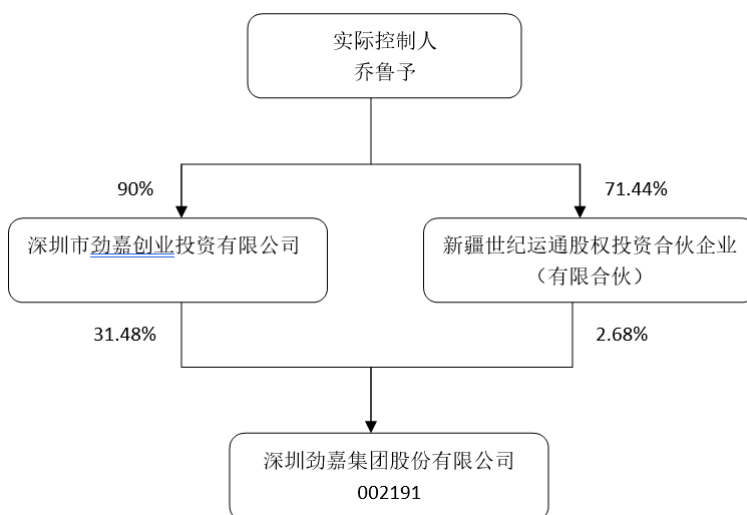 实际控制人
乔鲁予
90%
71.44%
深圳市劲嘉创业投资有限公司
新疆世纪运通股权投资合伙企业
（有限合伙）
31.48%
2.68%
深圳劲嘉集团股份有限公司
002191